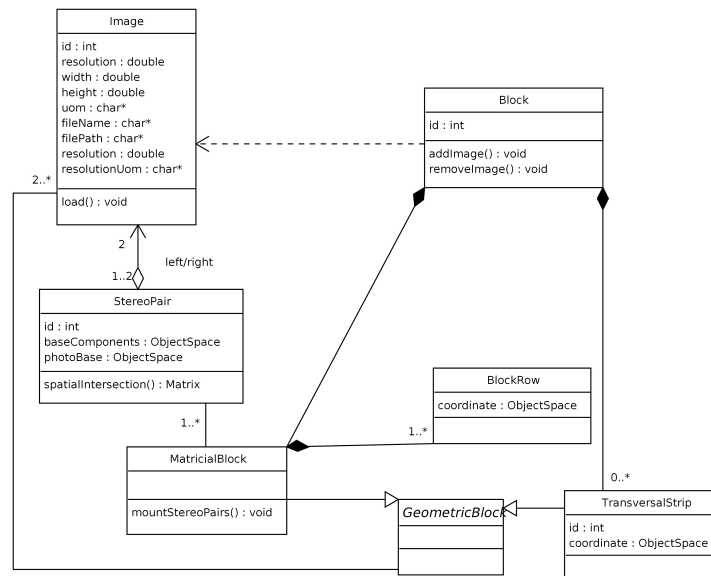 Image
id : int
resolution : double
width : double
height : double
uom : char*
fileName : char*
filePath : char*
resolution : double
resolutionUom : char*
load() : void
Block
id : int
addImage() : void
removeImage() : void
2..*
2
left/right
1..2
StereoPair
id : int
baseComponents : ObjectSpace
photoBase : ObjectSpace
spatialIntersection() : Matrix
1..*
BlockRow
coordinate : ObjectSpace
1..*
MatricialBlock
mountStereoPairs() : void
0..*
GeometricBlock
TransversalStrip
id : int
coordinate : ObjectSpace